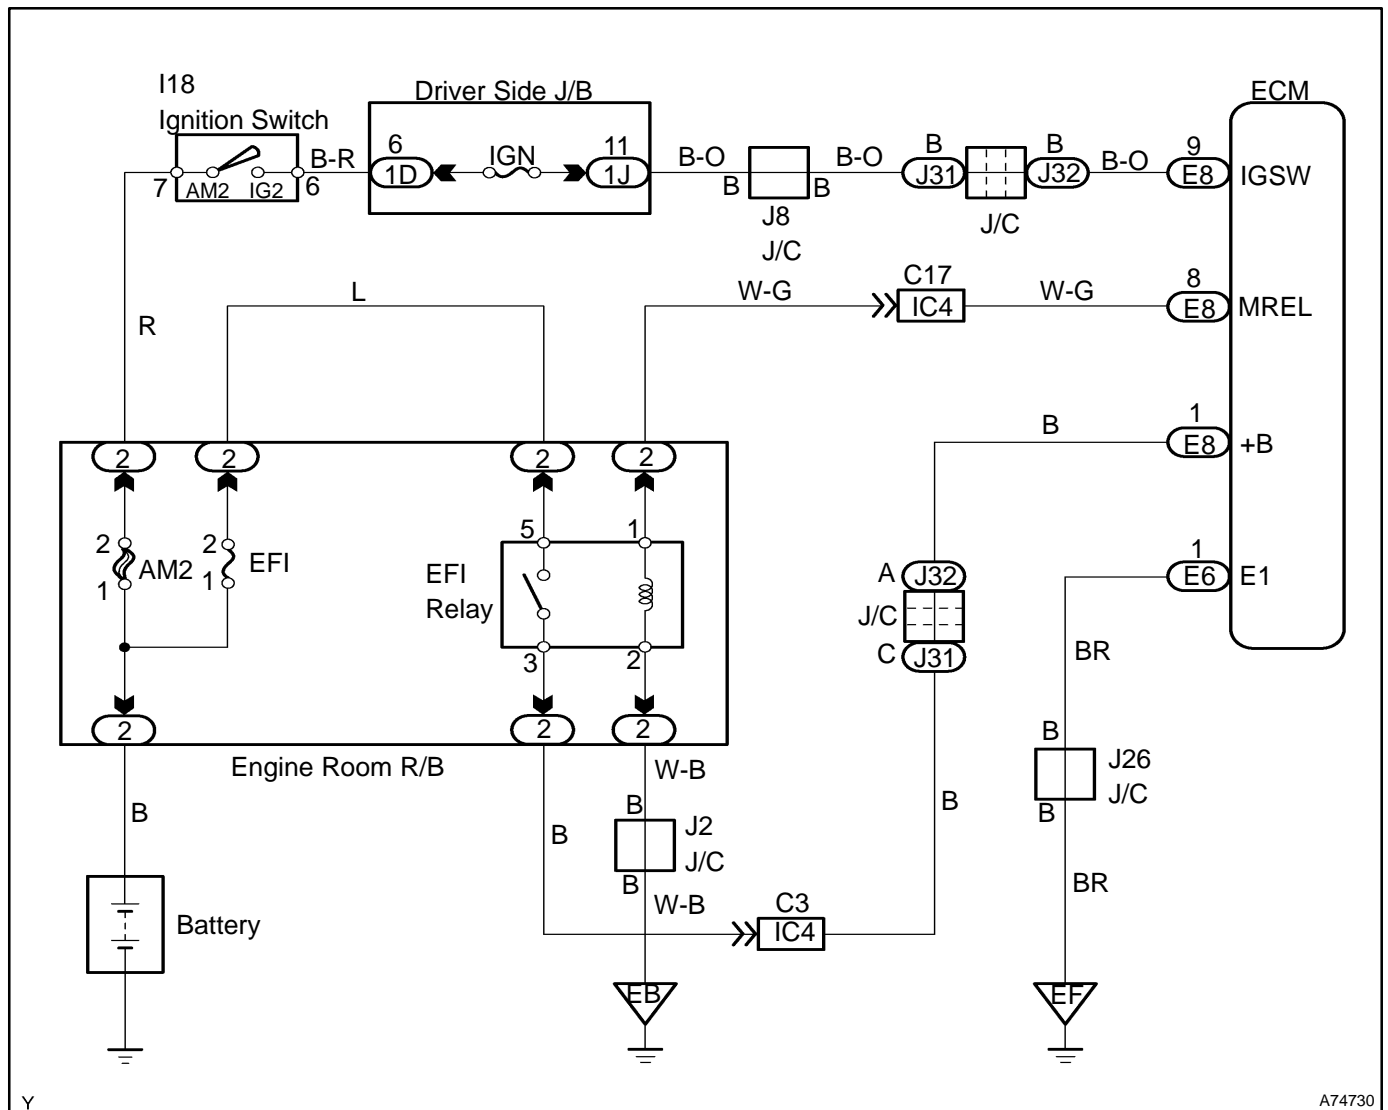 I18
Ignition Switch
Driver Side J/B
ECM
7
AM2
IG2
6
B-R
6
1D
IGN
11
1J
B-O
B
B
J8
J/C
B-O
B
J31
J/C
B
J32
B-O
9
E8
IGSW
R
L
W-G
C17
IC4
W-G
8
E8
MREL
2
2
2
2
B
1
E8
+B
2
1
AM2
2
1
EFI
EFI
Relay
5
1
3
2
A
J32
J/C
C
J31
1
E6
E1
BR
2
2
2
Engine Room R/B
B
Battery
B
W-B
B
J2
J/C
B
W-B
C3
IC4
B
B
J26
J/C
B
BR
EB
EF
Y
A74730